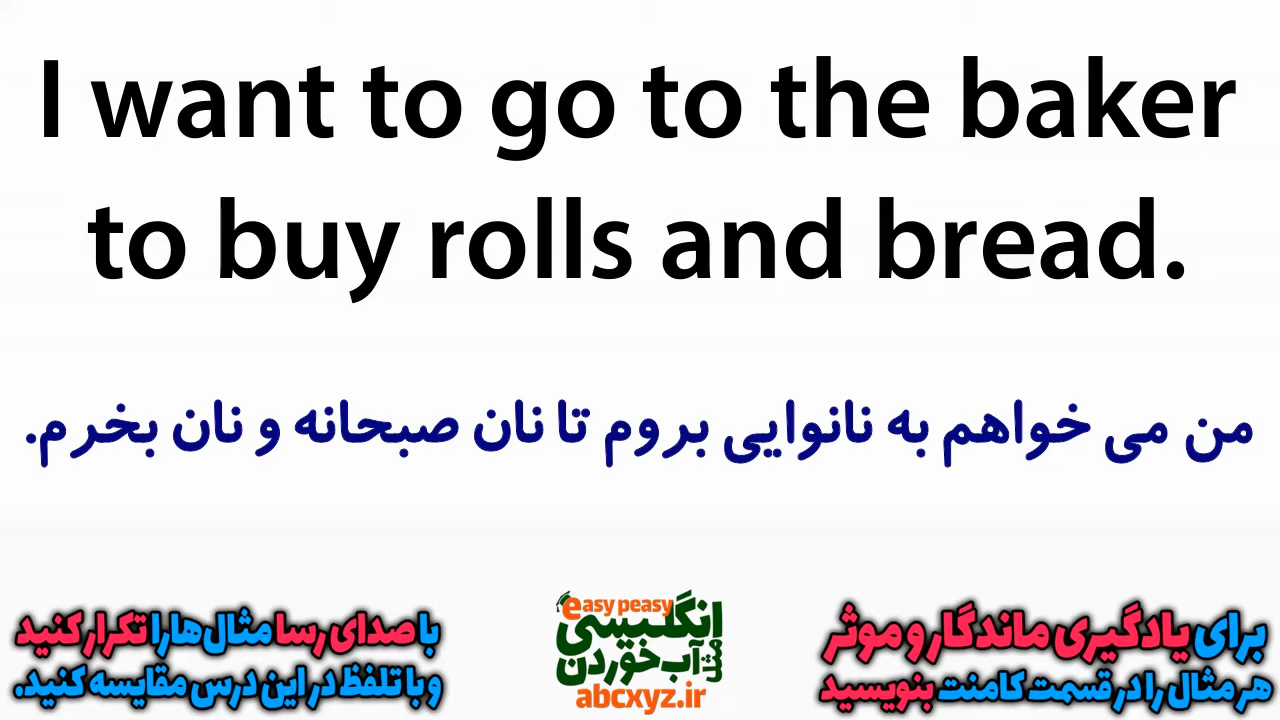 I want to go to the baker
to buy rolls and bread.
من می خواهم به نانوایی بروم تا نان صبحانه و نان بخرم.
برای یادگیری ماندگار و موثر
هر مثال را در قسمت کامنت بنویسید
easy peasy
انگلیسی
مثل آب خوردن
abcxyz.ir
با صدای رسا مثال‌ها را تکرار کنید
و با تلفظ در این درس مقایسه کنید.